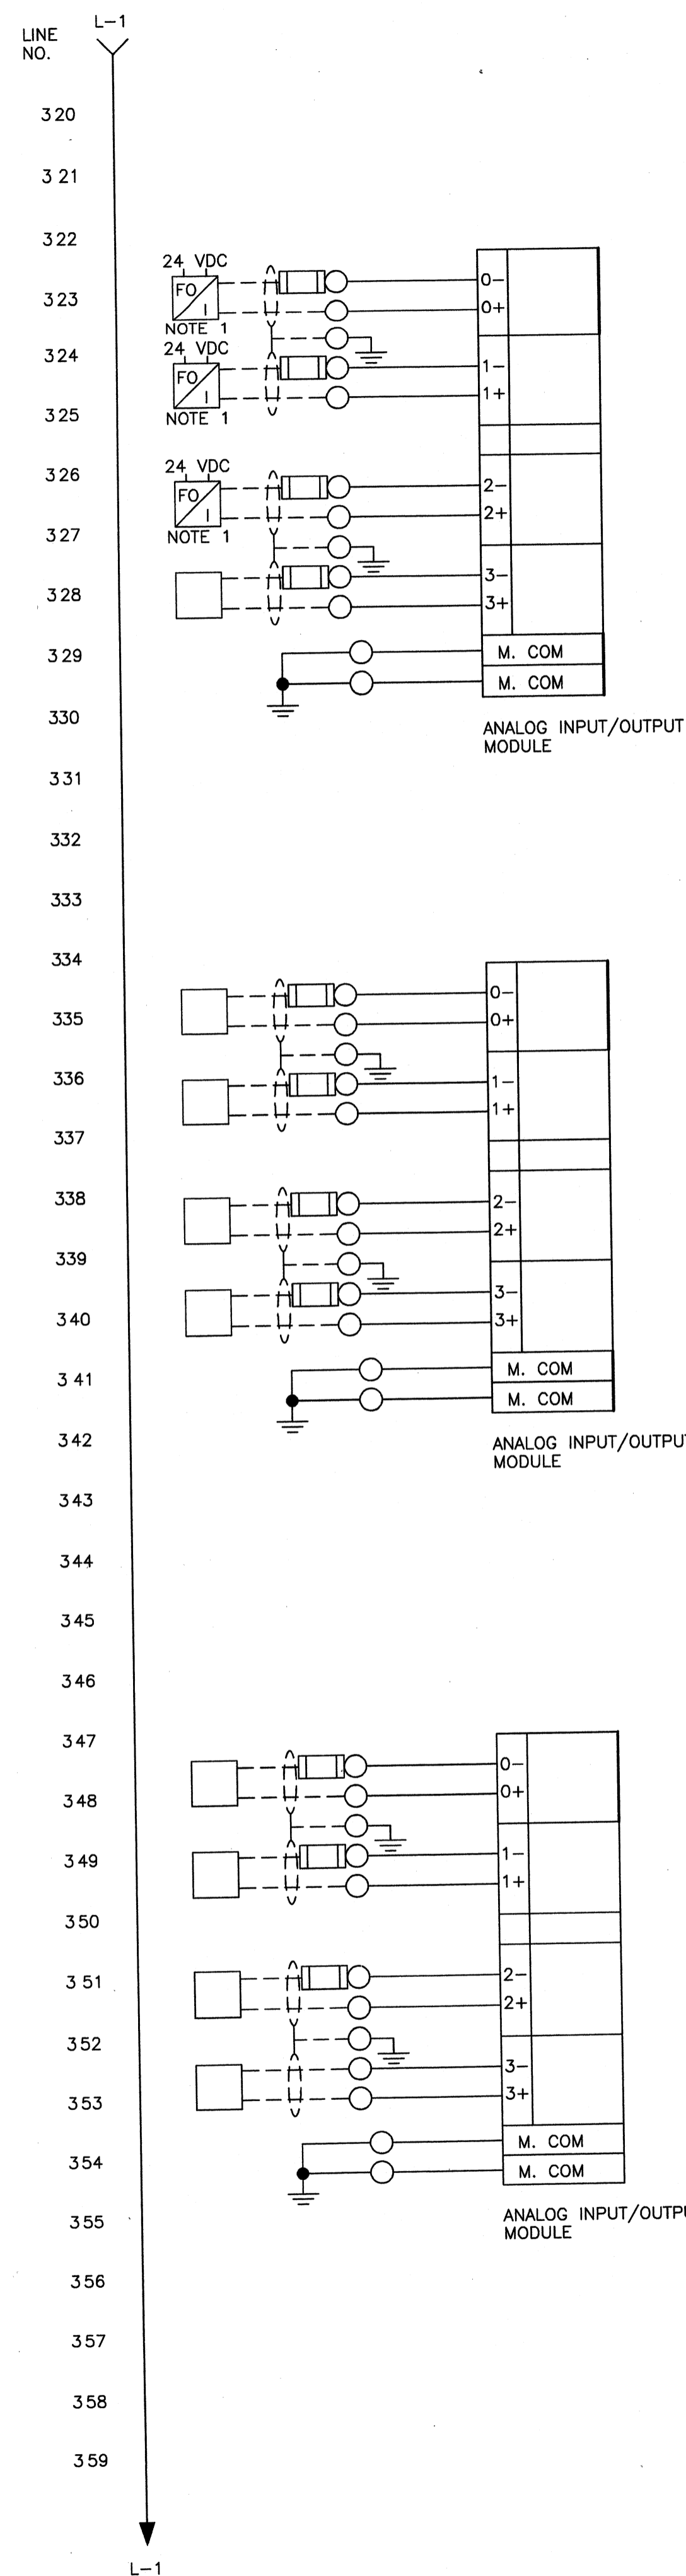 L-1
LINE
NO.
320
321
322
24 VDC
FO
I
NOTE 1
0-
323
0+
24 VDC
324
FO
I
NOTE 1
1-
1+
325
24 VDC
326
FO
I
NOTE 1
2-
2+
327
3-
328
3+
329
M. COM
M. COM
330
ANALOG INPUT/OUTPUT
MODULE
331
332
333
334
0-
335
0+
336
1-
1+
337
338
2-
2+
339
3-
340
3+
341
M. COM
M. COM
342
ANALOG INPUT/OUTPU
MODULE
343
344
345
346
347
0-
348
0+
349
1-
1+
350
351
2-
2+
352
3-
353
3+
M. COM
354
M. COM
355
ANALOG INPUT/OUTPU
MODULE
356
357
358
359
L-1